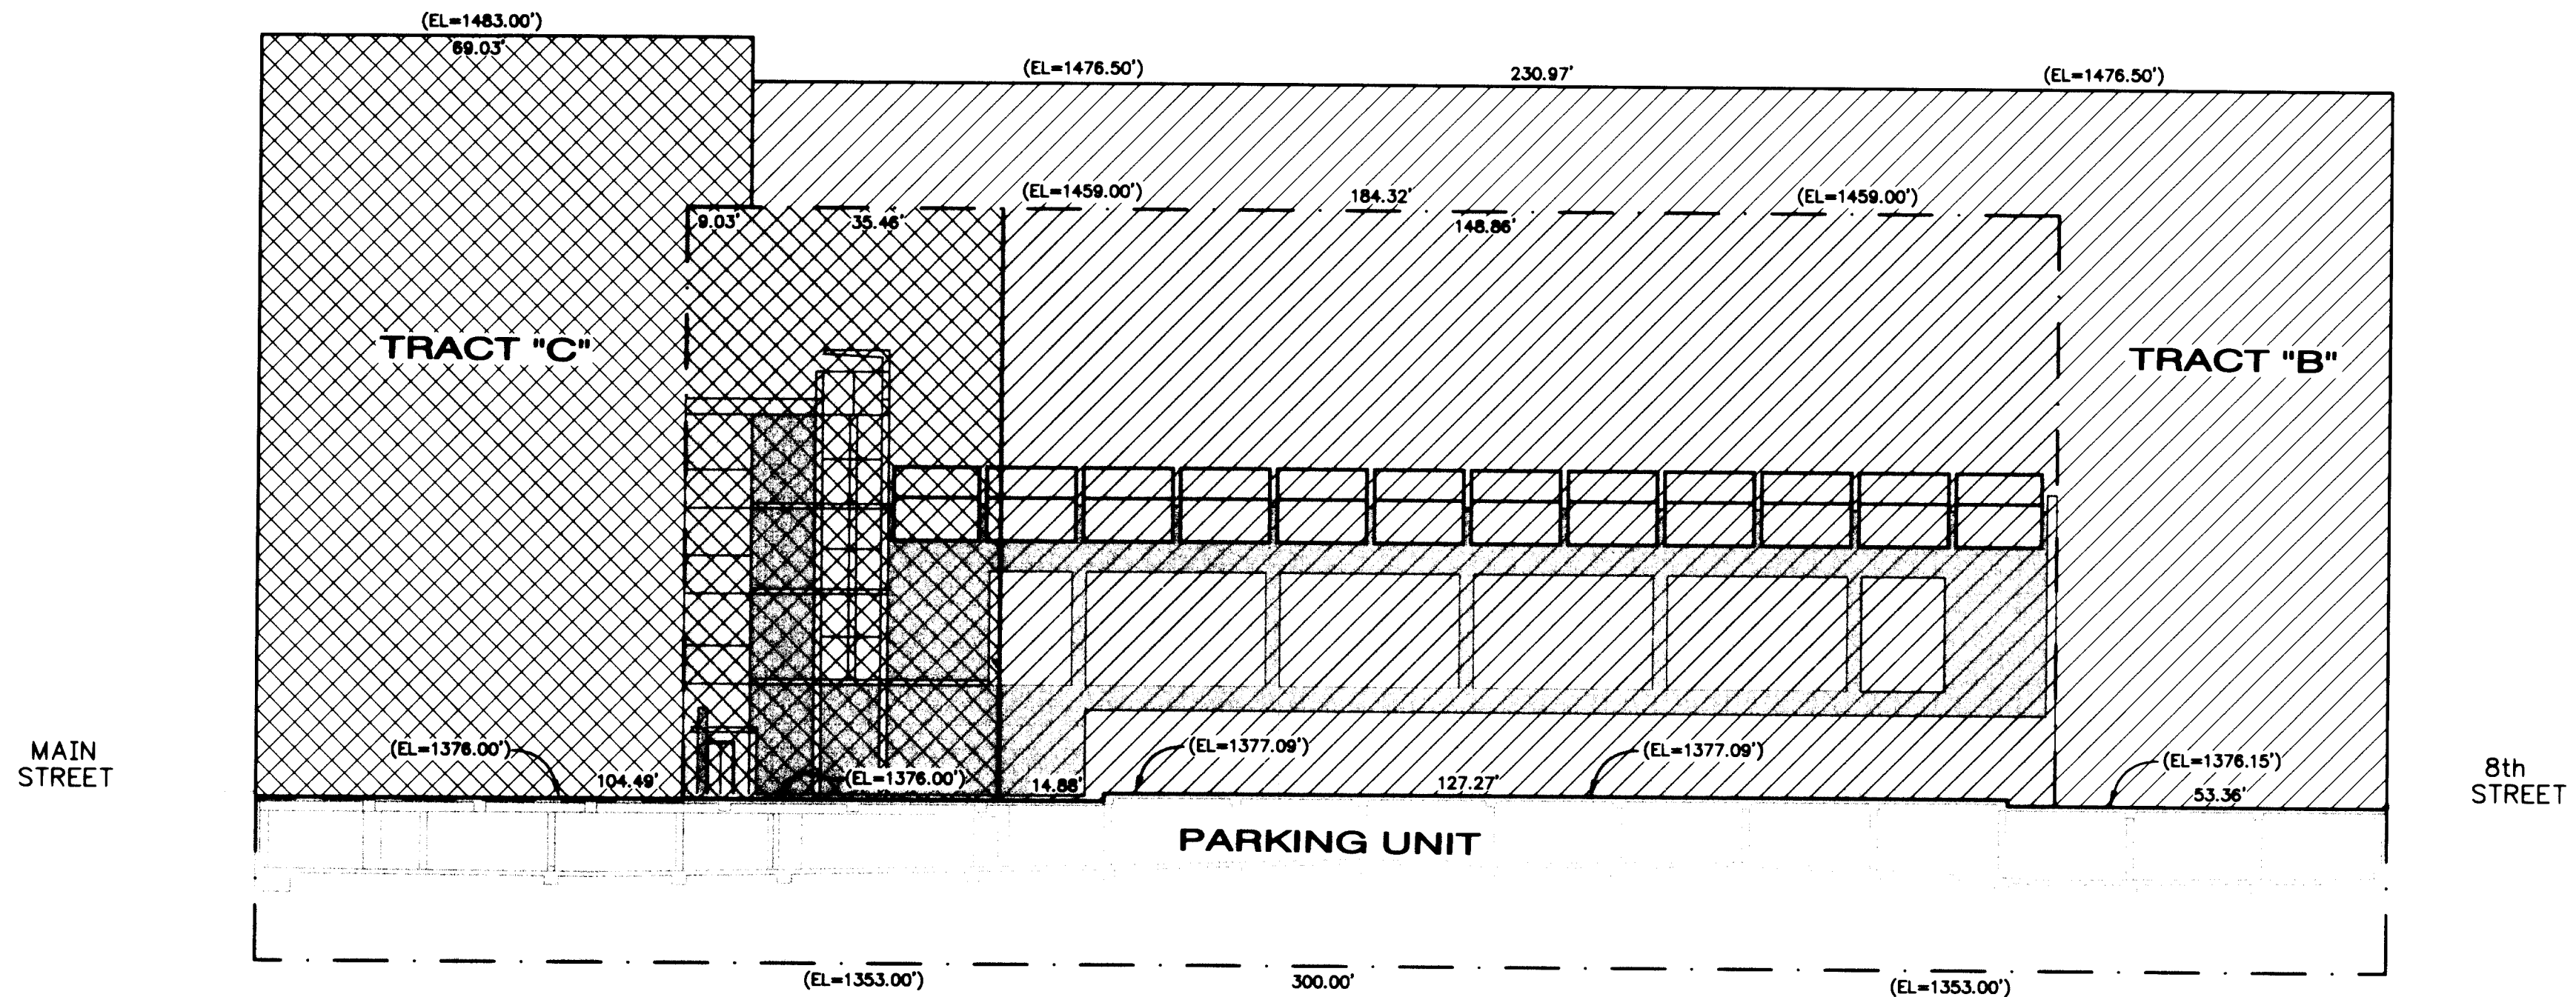 (EL=1483.00')
69.03'
(EL=1476.50')
230.97'
(EL=1476.50')
(EL=1459.00')
184.32'
(EL=1459.00')
9.03'
35.46'
148.86'
TRACT "C"
TRACT "B"
MAIN
STREET
(EL=1376.00')
104.49'
(EL=1376.00')
14.88'
(EL=1377.09')
127.27'
(EL=1377.09')
(EL=1376.15')
53.36'
8th
STREET
PARKING UNIT
(EL=1353.00')
300.00'
(EL=1353.00')